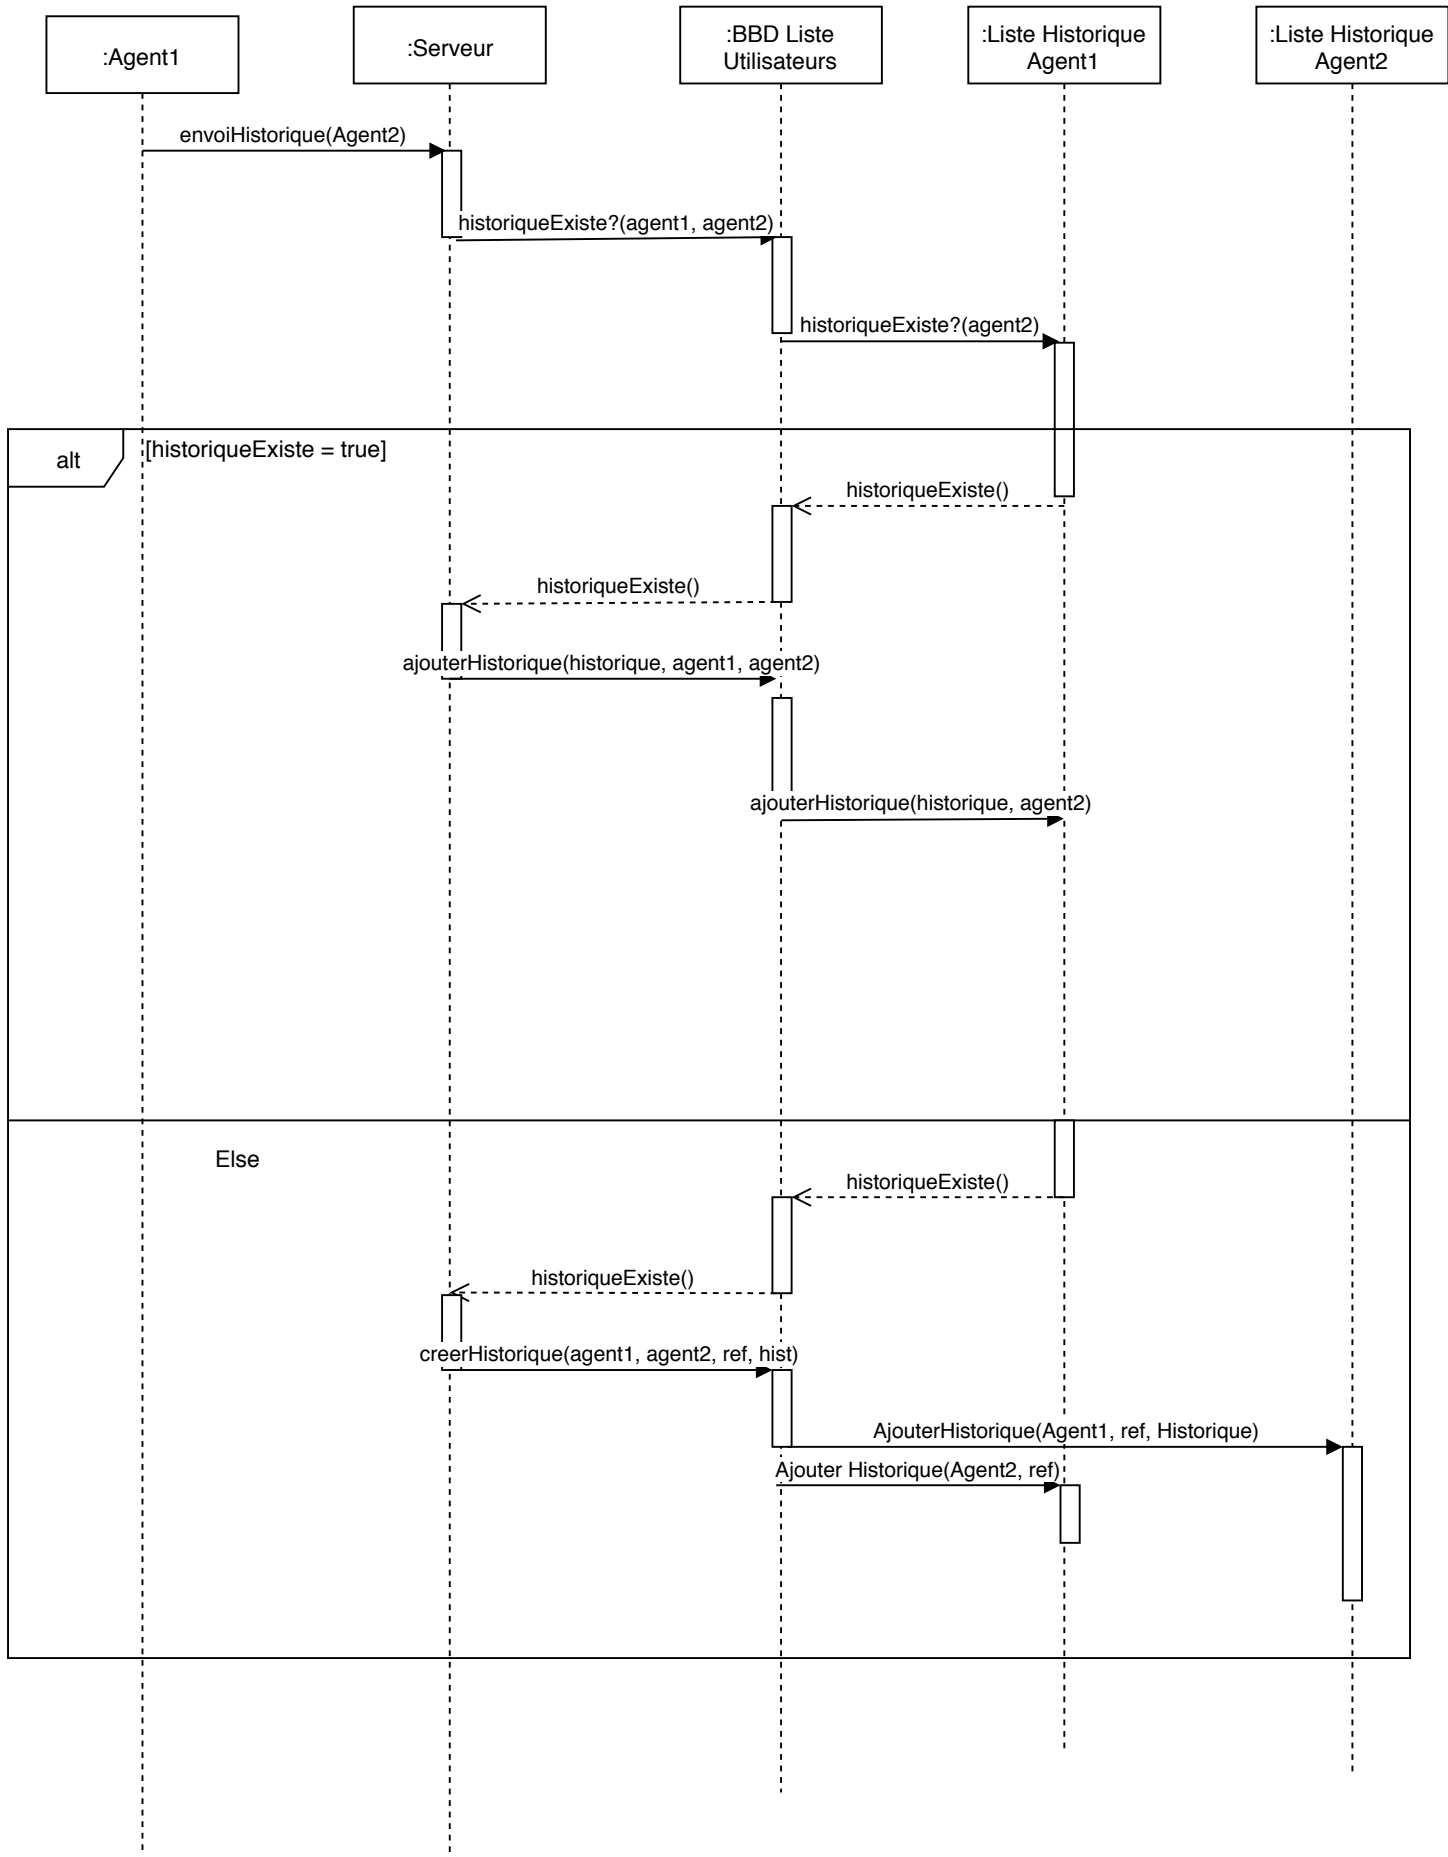 :Agent1
:Serveur
:BBD Liste
Utilisateurs
:Liste Historique
Agent1
:Liste Historique
Agent2
envoiHistorique(Agent2)
historiqueExiste?(agent1, agent2)
historiqueExiste?(agent2)
alt
[historiqueExiste = true]
historiqueExiste()
historiqueExiste()
ajouterHistorique(historique, agent1, agent2)
ajouterHistorique(historique, agent2)
Else
historiqueExiste()
historiqueExiste()
creerHistorique(agent1, agent2, ref, hist)
AjouterHistorique(Agent1, ref, Historique)
Ajouter Historique(Agent2, ref)